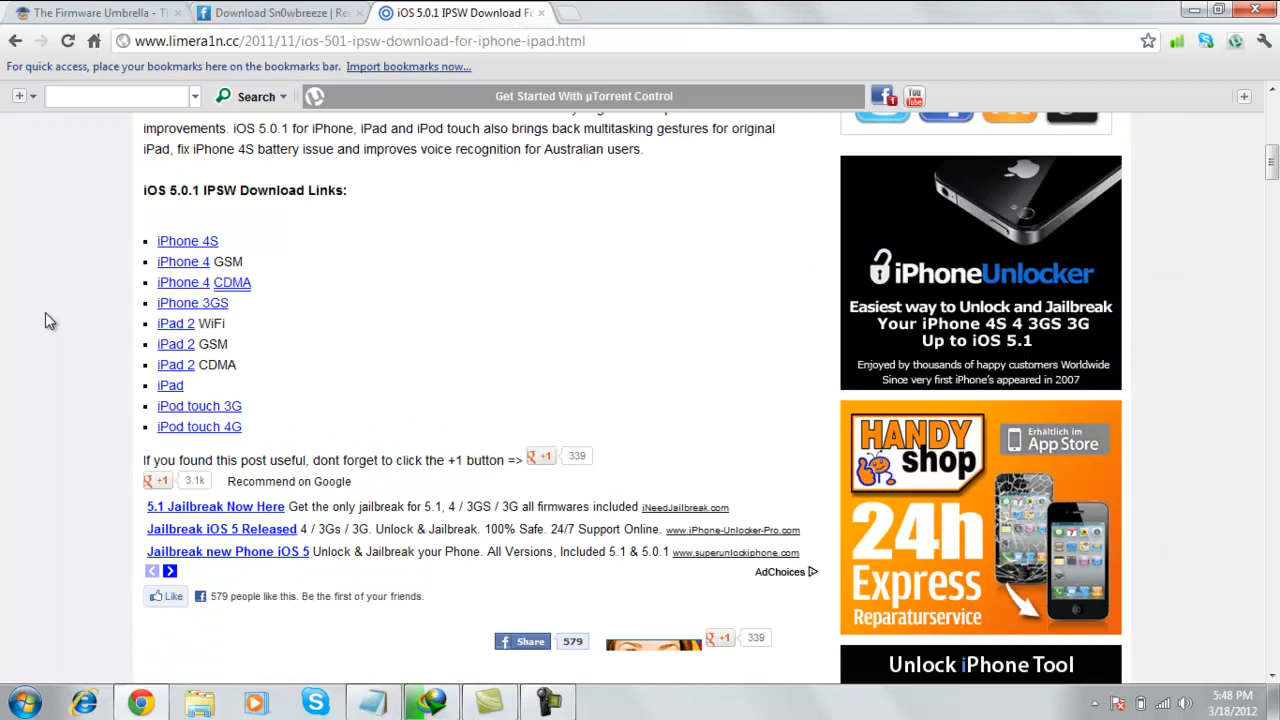 The Firmware Umbrella - Ti
Download Sn0wbreeze | Re
iOS 5.0.1 IPSW Download Fo
www.limera1n.cc/2011/11/ios-501-ipsw-download-for-iphone-ipad.html
For quick access, place your bookmarks here on the bookmarks bar. Import bookmarks now...
Search
Get Started With µTorrent Control
1
You Tube
improvements. iOS 5.0.1 for iPhone, iPad and iPod touch also brings back multitasking gestures for original
iPad, fix iPhone 4S battery issue and improves voice recognition for Australian users.
iOS 5.0.1 IPSW Download Links:
iPhone 4S
iPhone 4 GSM
iPhone 4 CDMA
iPhone 3GS
iPad 2 WiFi
iPad 2 GSM
iPad 2 CDMA
iPad
iPod touch 3G
iPod touch 4G
If you found this post useful, dont forget to click the +1 button => +1 339
+1 3.1k Recommend on Google
5.1 Jailbreak Now Here Get the only jailbreak for 5.1, 4 / 3GS / 3G all firmwares included iNeedJailbreak.com
Jailbreak iOS 5 Released 4 / 3Gs / 3G. Unlock & Jailbreak. 100% Safe. 24/7 Support Online. www.iPhone-Unlocker-Pro.com
Jailbreak new Phone iOS 5 Unlock & Jailbreak your Phone. All Versions, Included 5.1 & 5.0.1 www.superunlockiphone.com
AdChoices
Like 579 people like this. Be the first of your friends.
Share 579 +1 339
iPhoneUnlocker
Easiest way to Unlock and Jailbreak
Your iPhone 4S 4 3GS 3G
Up to iOS 5.1
Enjoyed by thousands of happy customers Worldwide
Since very first iPhone's appeared in 2007
HANDY
shop
Erhältlich im
App Store
24h
Express
Reparaturservice
Unlock iPhone Tool
5:48 PM
3/18/2012